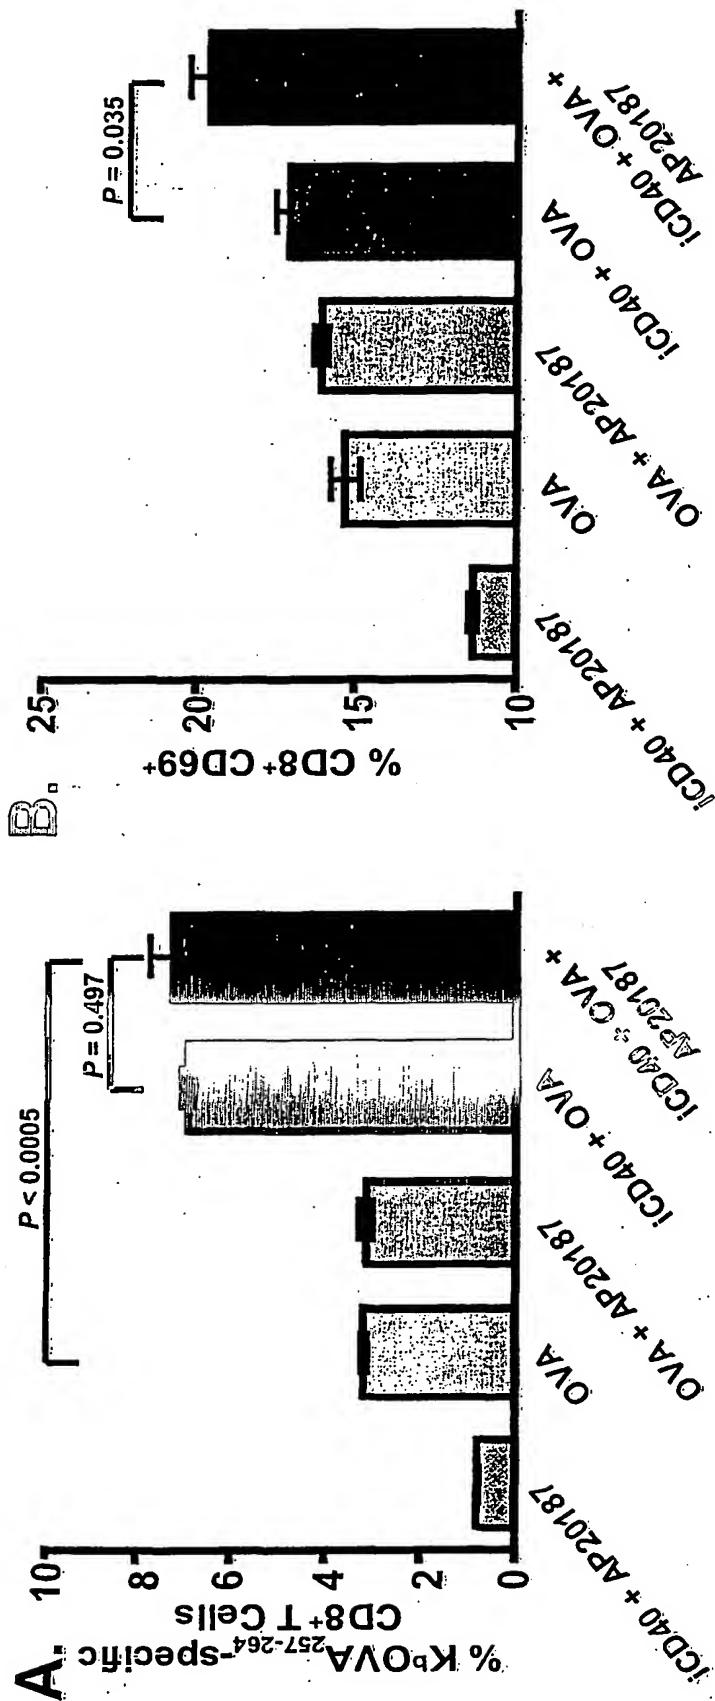 A.
% KᵇOVA²⁵⁷⁻²⁶⁴-specific
CD8⁺T Cells
10
8
6
4
2
0
P < 0.0005
P = 0.497
iCD40 + AP20187
OVA
OVA + AP20187
iCD40 + OVA
iCD40 + OVA +
AP20187
B.
% CD8⁺CD69⁺
25
20
15
10
P = 0.035
iCD40 + AP20187
OVA
OVA + AP20187
iCD40 + OVA
iCD40 + OVA +
AP20187